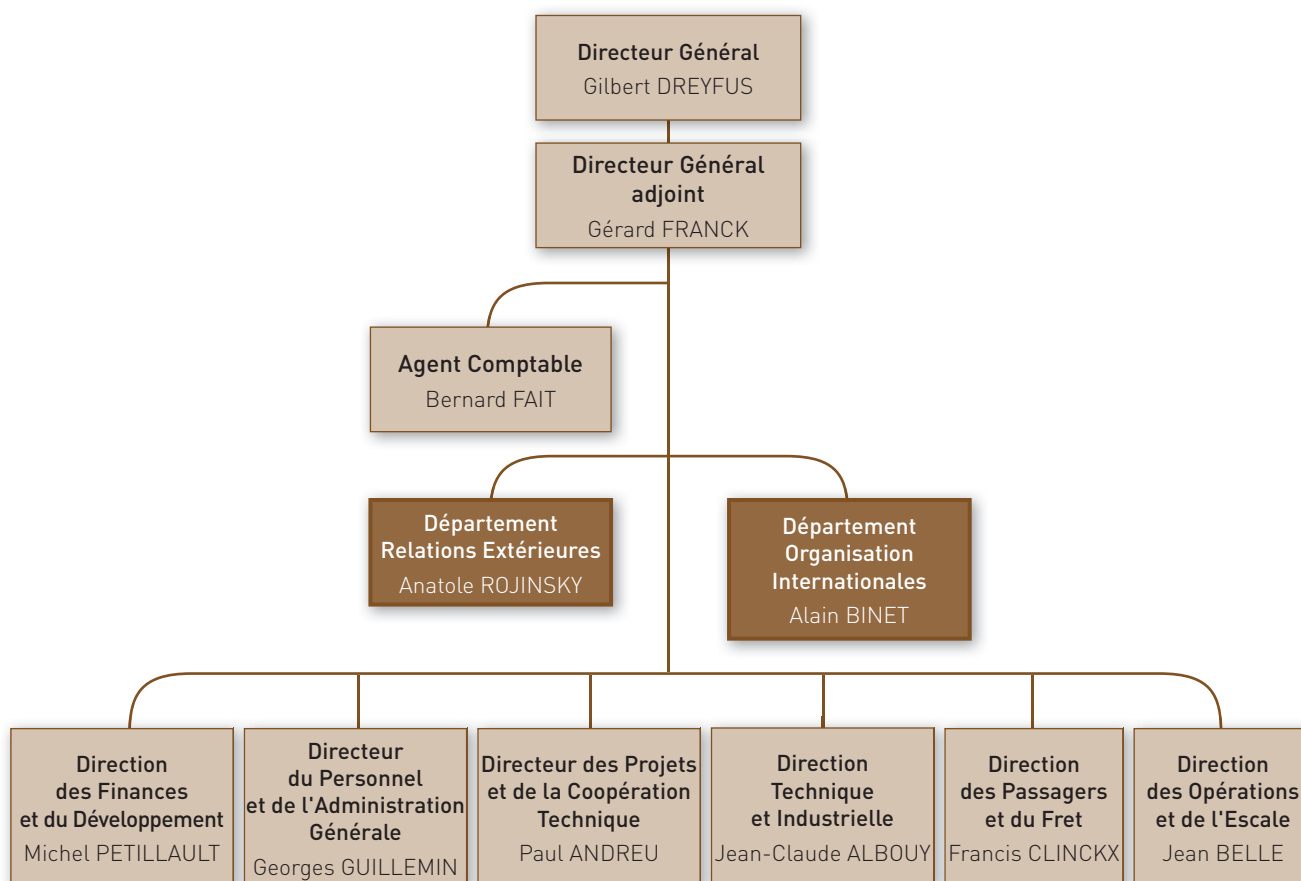 Directeur Général
Gilbert DREYFUS
Directeur Général
adjoint
Gérard FRANCK
Agent Comptable
Bernard FAIT
Département
Relations Extérieures
Anatole ROJINSKY
Département
Organisation
Internationales
Alain BINET
Direction
des Finances
et du Développement
Michel PETILLAULT
Directeur
du Personnel
et de l'Administration
Générale
Georges GUILLEMIN
Directeur des Projets
et de la Coopération
Technique
Paul ANDREU
Direction
Technique
et Industrielle
Jean-Claude ALBOUY
Direction
des Passagers
et du Fret
Francis CLINCKX
Direction
des Opérations
et de l'Escale
Jean BELLE